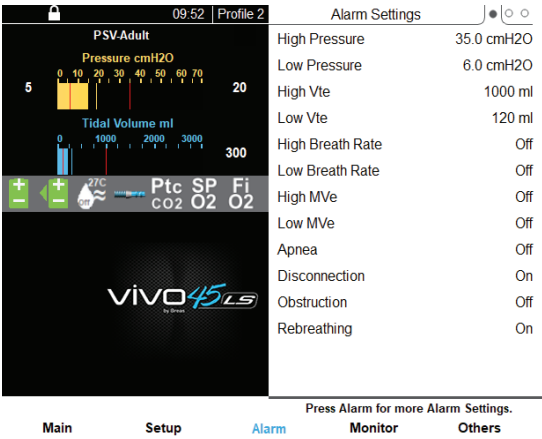 09:52 Profile 2
PSV-Adult
Pressure cmH2O
0 10 20 30 40 50 60 70
5 20
Tidal Volume ml
0 1000 2000 3000
300
27C
Off
Ptc CO2
SP O2
Fi O2
vivo 45 LS
by Breas
Alarm Settings
High Pressure 35.0 cmH2O
Low Pressure 6.0 cmH2O
High Vte 1000 ml
Low Vte 120 ml
High Breath Rate Off
Low Breath Rate Off
High MVe Off
Low MVe Off
Apnea Off
Disconnection On
Obstruction Off
Rebreathing On
Press Alarm for more Alarm Settings.
Main Setup Alarm Monitor Others